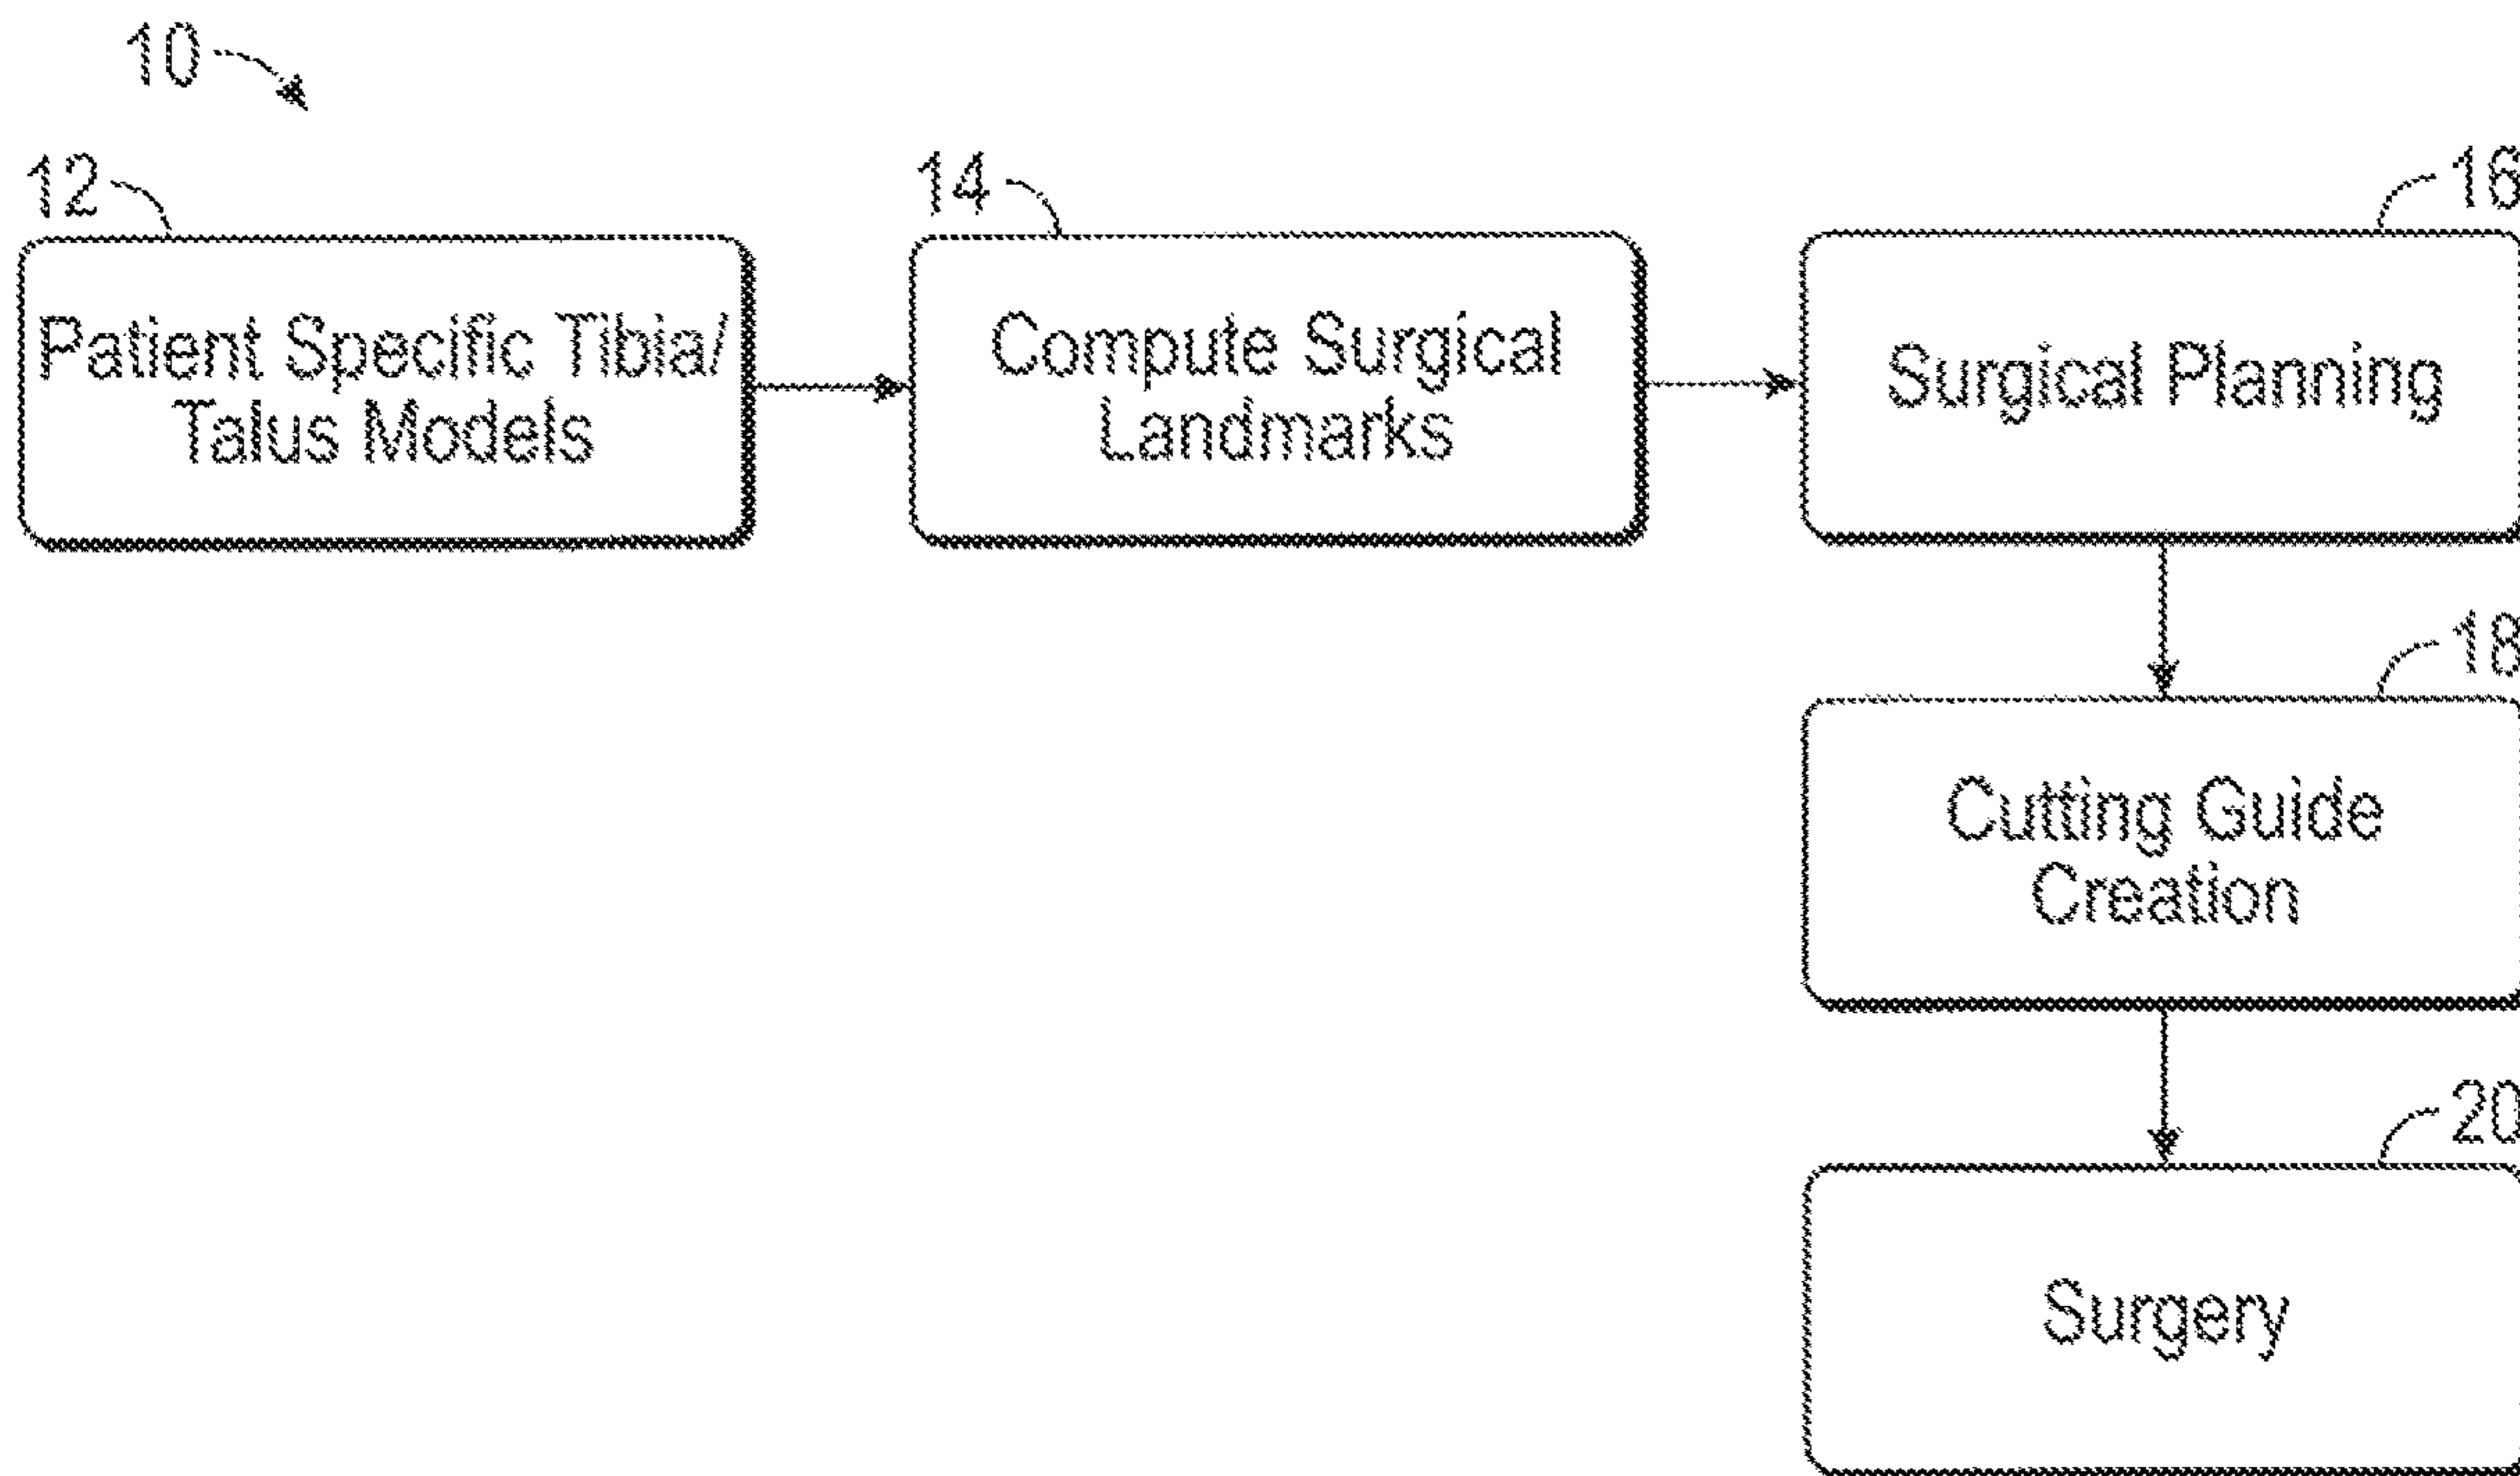 10
12
14
16
Patient Specific Tibia/
Talus Models
Compute Surgical
Landmarks
Surgical Planning
18
Cutting Guide
Creation
20
Surgery